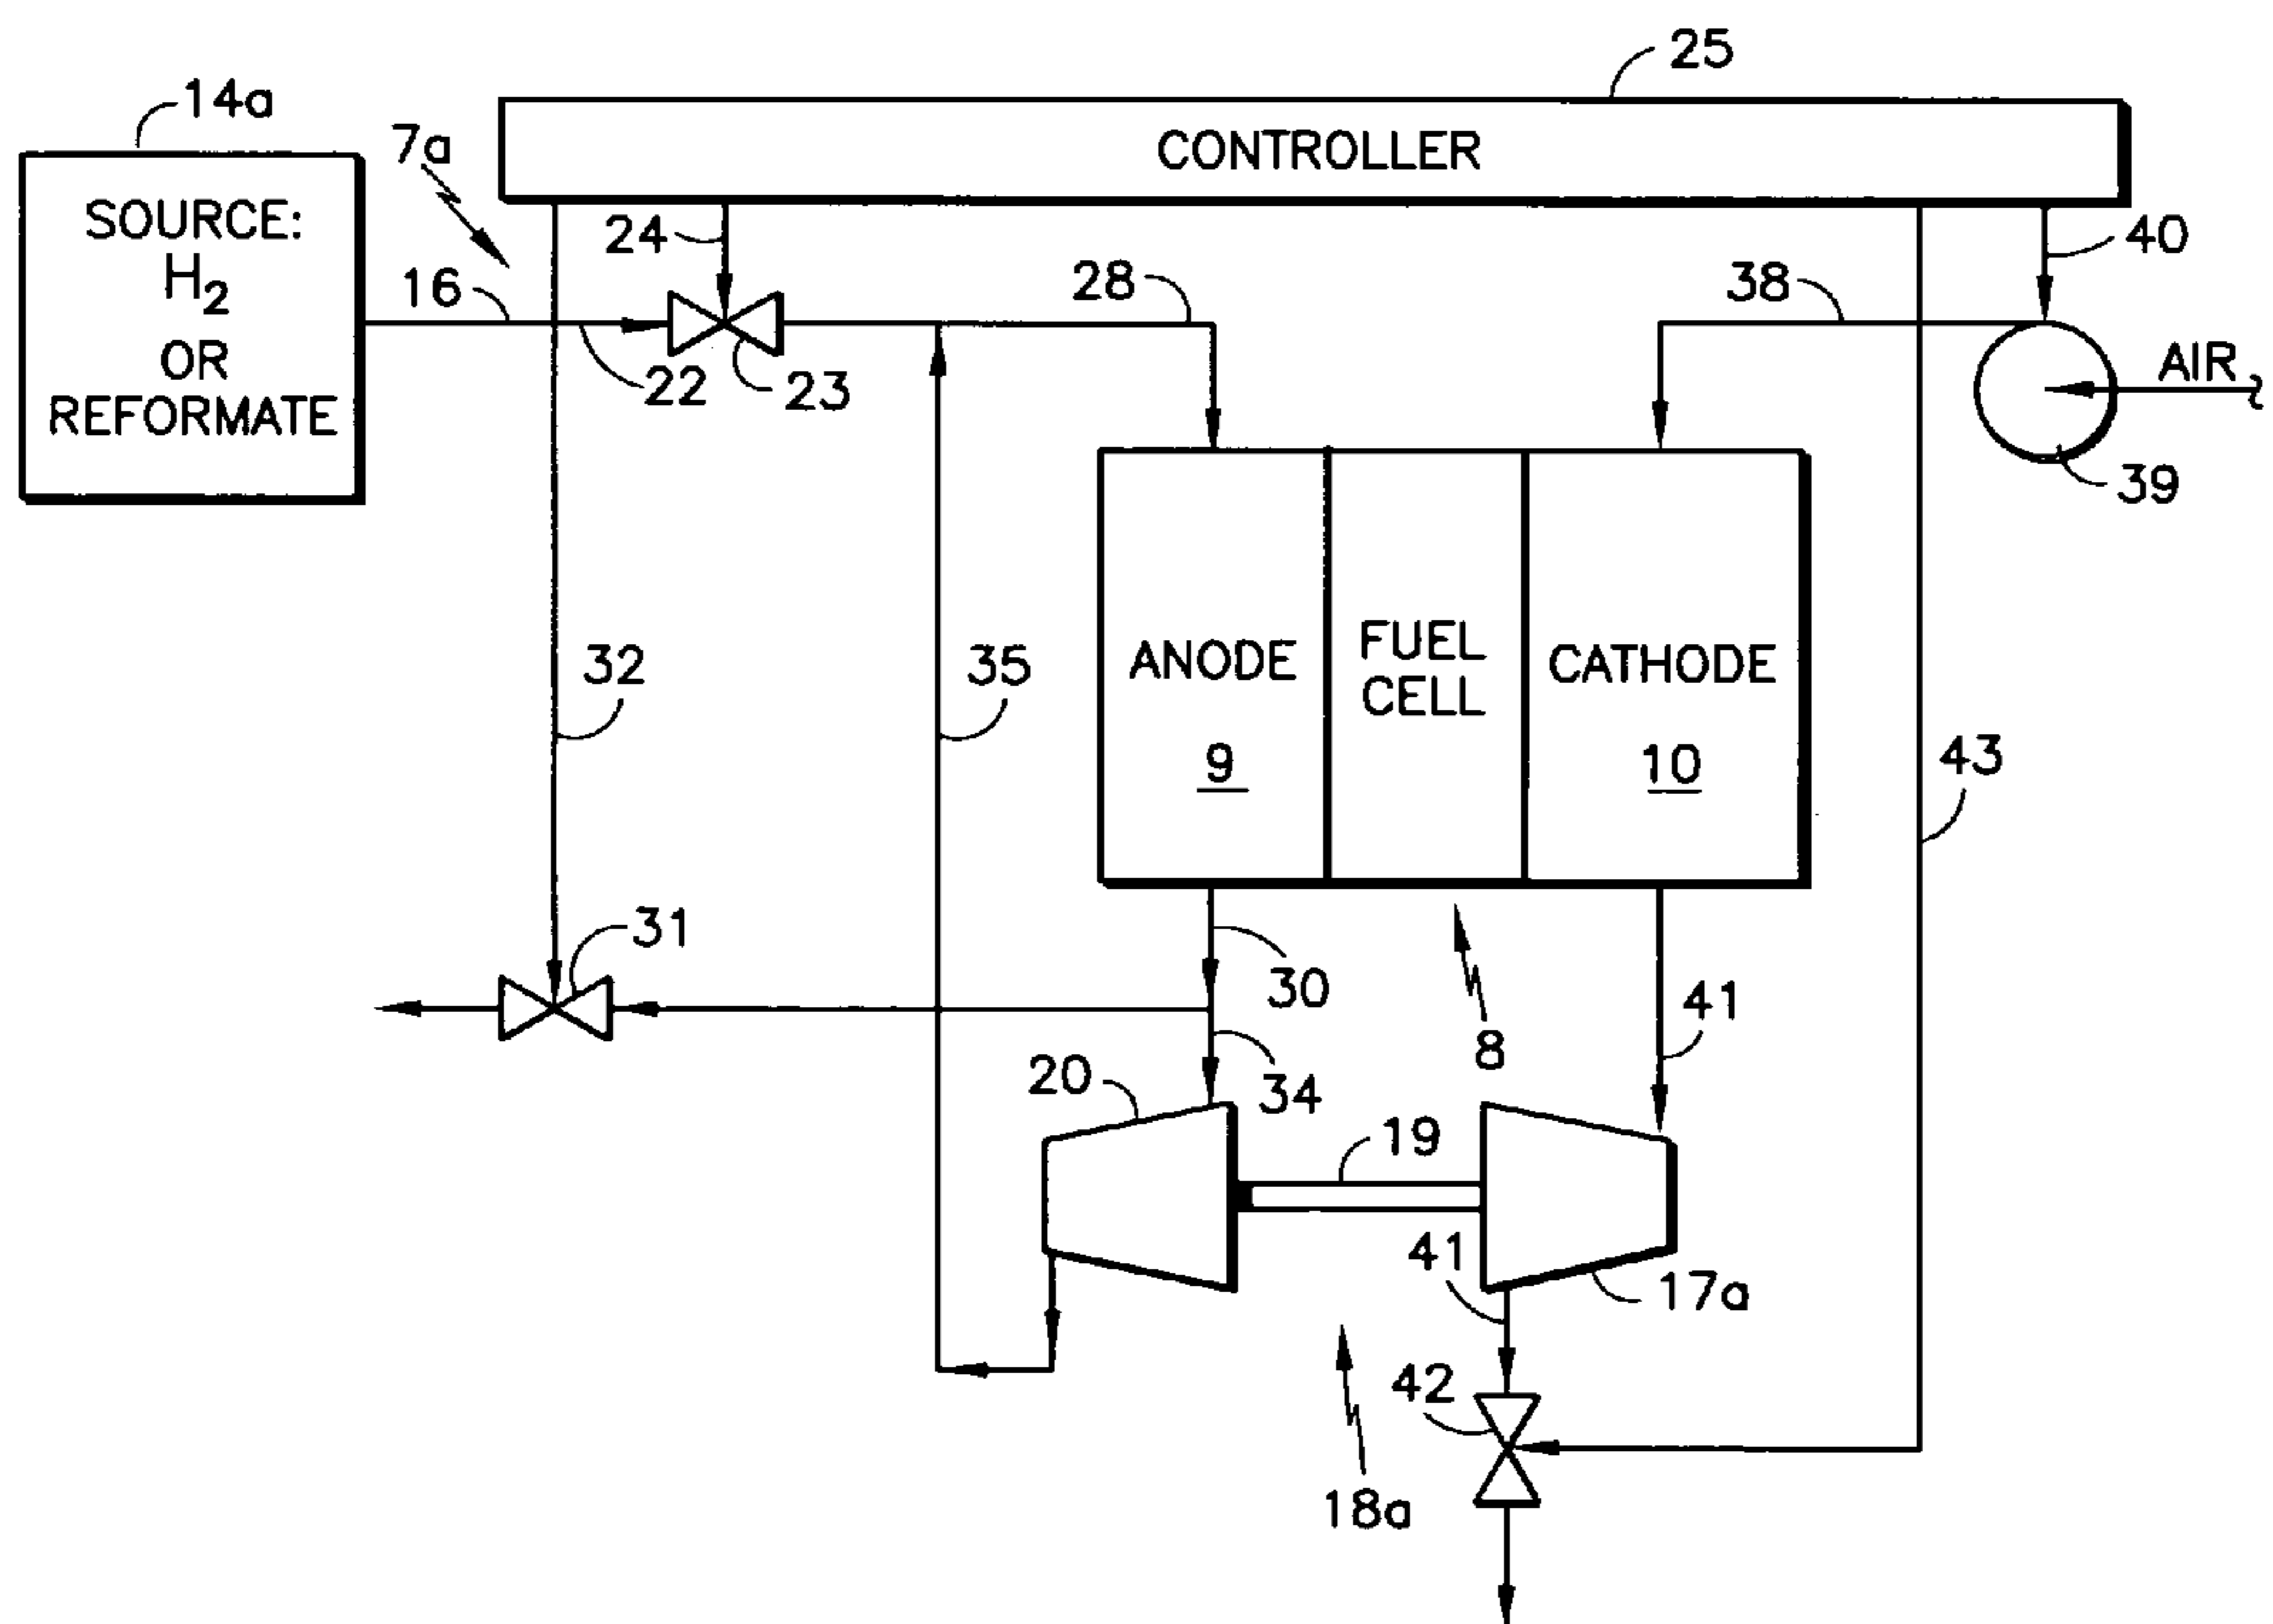 25
14a
7a
CONTROLLER
SOURCE:
H₂
OR
REFORMATE
24
40
16
28
38
AIR
22
23
39
32
35
ANODE
FUEL
CELL
CATHODE
9
10
43
31
30
41
8
20
34
19
41
17a
42
18a